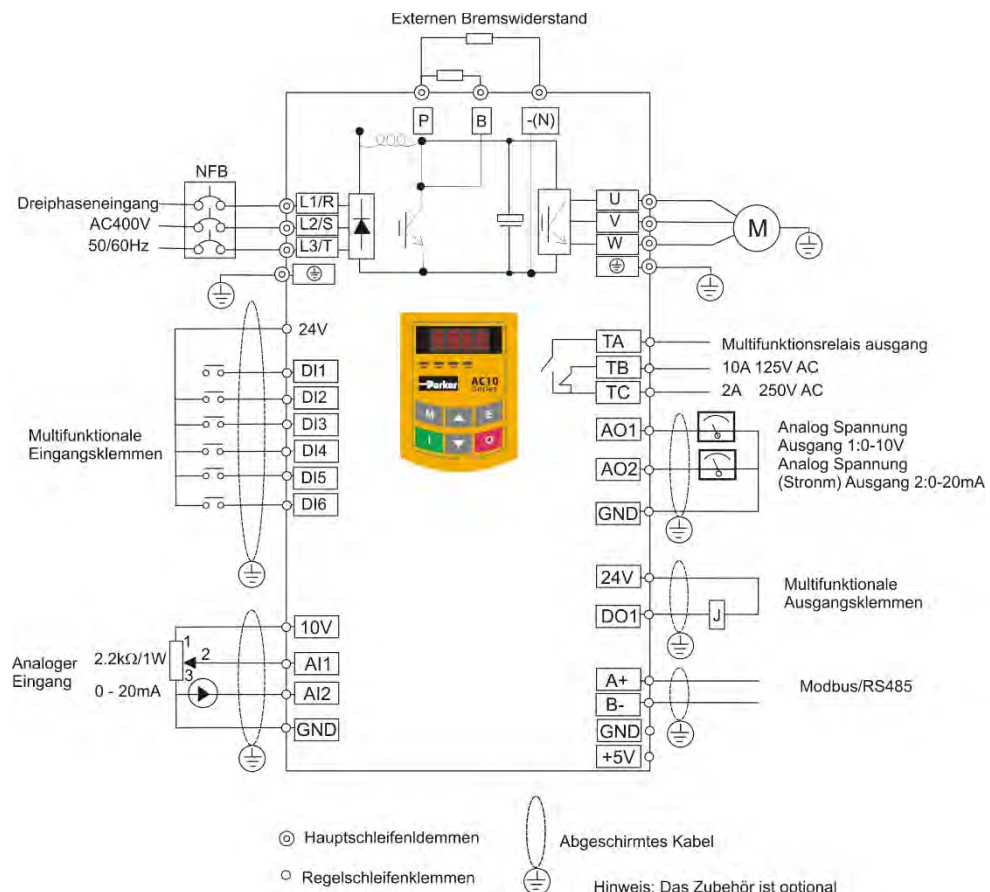 Externen Bremswiderstand
P
B
-(N)
NFB
Dreiphaseneingang
AC400V
50/60Hz
L1/R
L2/S
L3/T
U
V
W
M
24V
DI1
DI2
DI3
DI4
DI5
DI6
Multifunktionale
Eingangsklemmen
Parker
AC10
Series
M
E
I
O
TA
TB
TC
Multifunktionsrelais ausgang
10A 125V AC
2A 250V AC
AO1
AO2
GND
Analog Spannung
Ausgang 1:0-10V
Analog Spannung
(Stronm) Ausgang 2:0-20mA
24V
DO1
J
Multifunktionale
Ausgangsklemmen
Analoger
Eingang
2.2kΩ/1W
0 - 20mA
1
2
3
10V
AI1
AI2
GND
A+
B-
GND
+5V
Modbus/RS485
Hauptschleifenldemmen
Regelschleifenklemmen
Abgeschirmtes Kabel
Hinweis: Das Zubehör ist optional